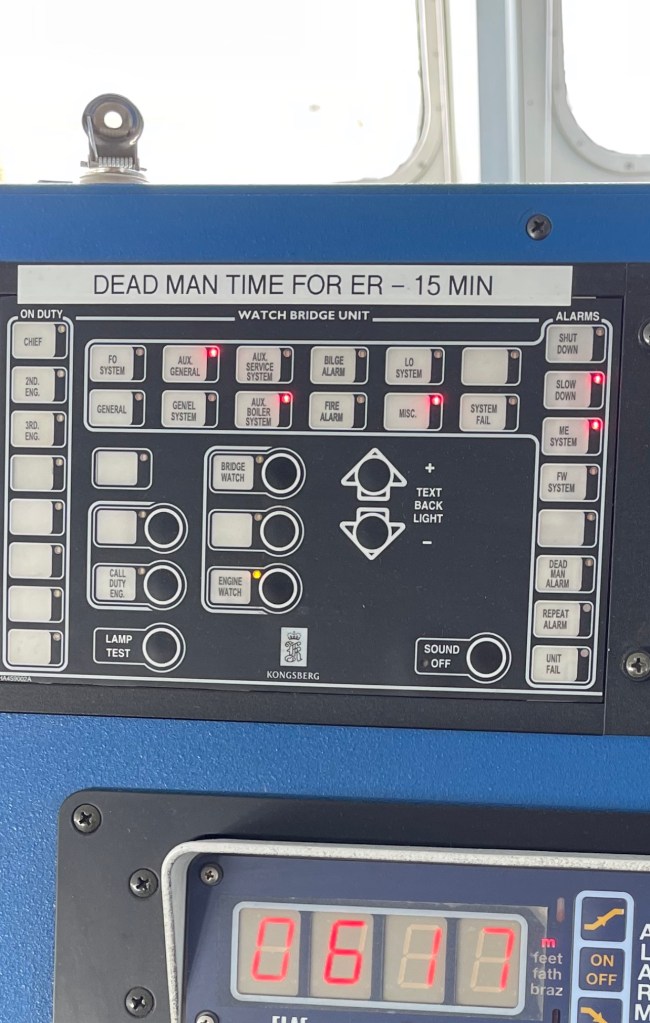 DEAD MAN TIME FOR ER – 15 MIN
ON DUTY
WATCH BRIDGE UNIT
ALARMS
CHIEF
2ND.
ENG.
3RD.
ENG.
FO
SYSTEM
AUX.
GENERAL
AUX.
SERVICE
SYSTEM
BILGE
ALARM
LO
SYSTEM
GENERAL
GEN/EL
SYSTEM
AUX.
BOILER
SYSTEM
FIRE
ALARM
MISC.
SYSTEM
FAIL
SHUT
DOWN
SLOW
DOWN
ME
SYSTEM
FW
SYSTEM
DEAD
MAN
ALARM
REPEAT
ALARM
UNIT
FAIL
BRIDGE
WATCH
+
TEXT
BACK
LIGHT
–
CALL
DUTY
ENG.
ENGINE
WATCH
LAMP
TEST
SOUND
OFF
KONGSBERG
0617
m
feet
fath
braz
ON
OFF
ALARM